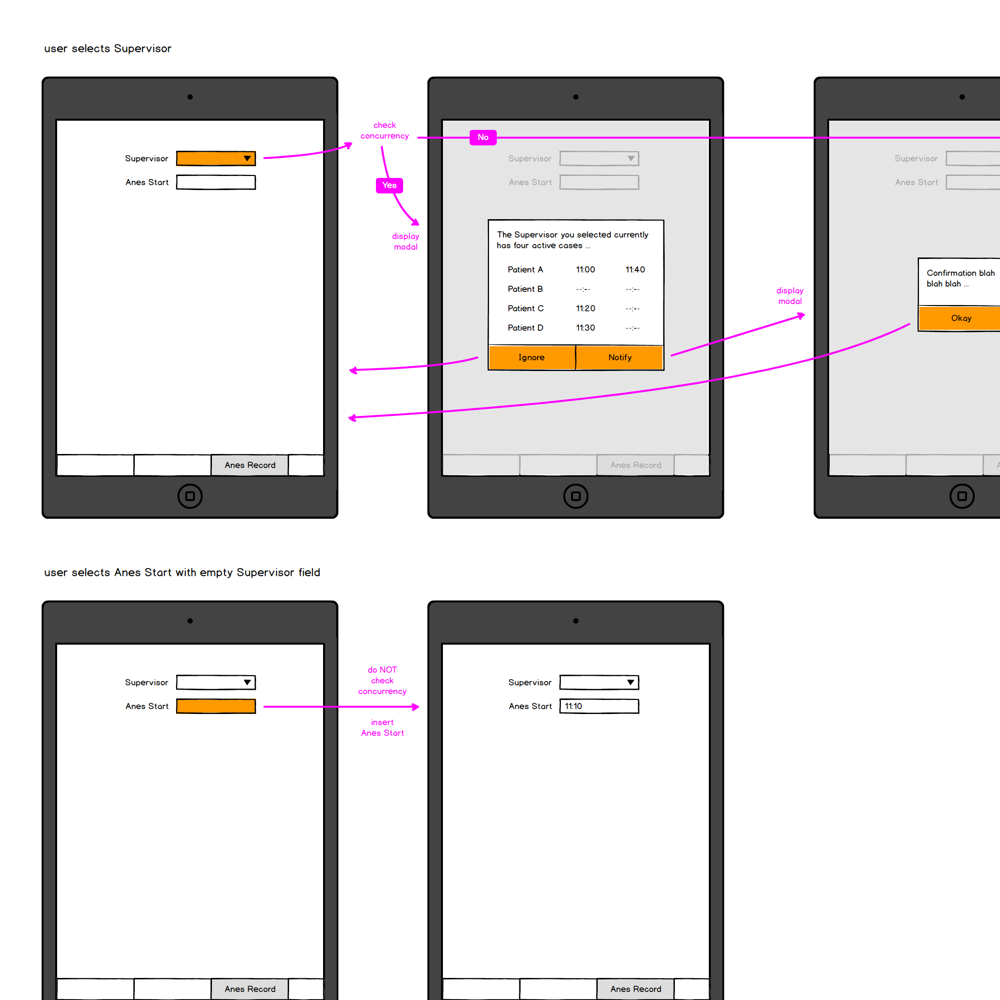 user selects Supervisor
Supervisor
Anes Start
Anes Record
check
concurrency
No
Yes
display
modal
Supervisor
Anes Start
The Supervisor you selected currently
has four active cases ...
Patient A 11:00 11:40
Patient B --:-- --:--
Patient C 11:20 --:--
Patient D 11:30 --:--
Ignore Notify
Anes Record
display
modal
Supervisor
Anes Start
Confirmation blah
blah blah ...
Okay
user selects Anes Start with empty Supervisor field
Supervisor
Anes Start
Anes Record
do NOT
check
concurrency
insert
Anes Start
Supervisor
Anes Start 11:10
Anes Record